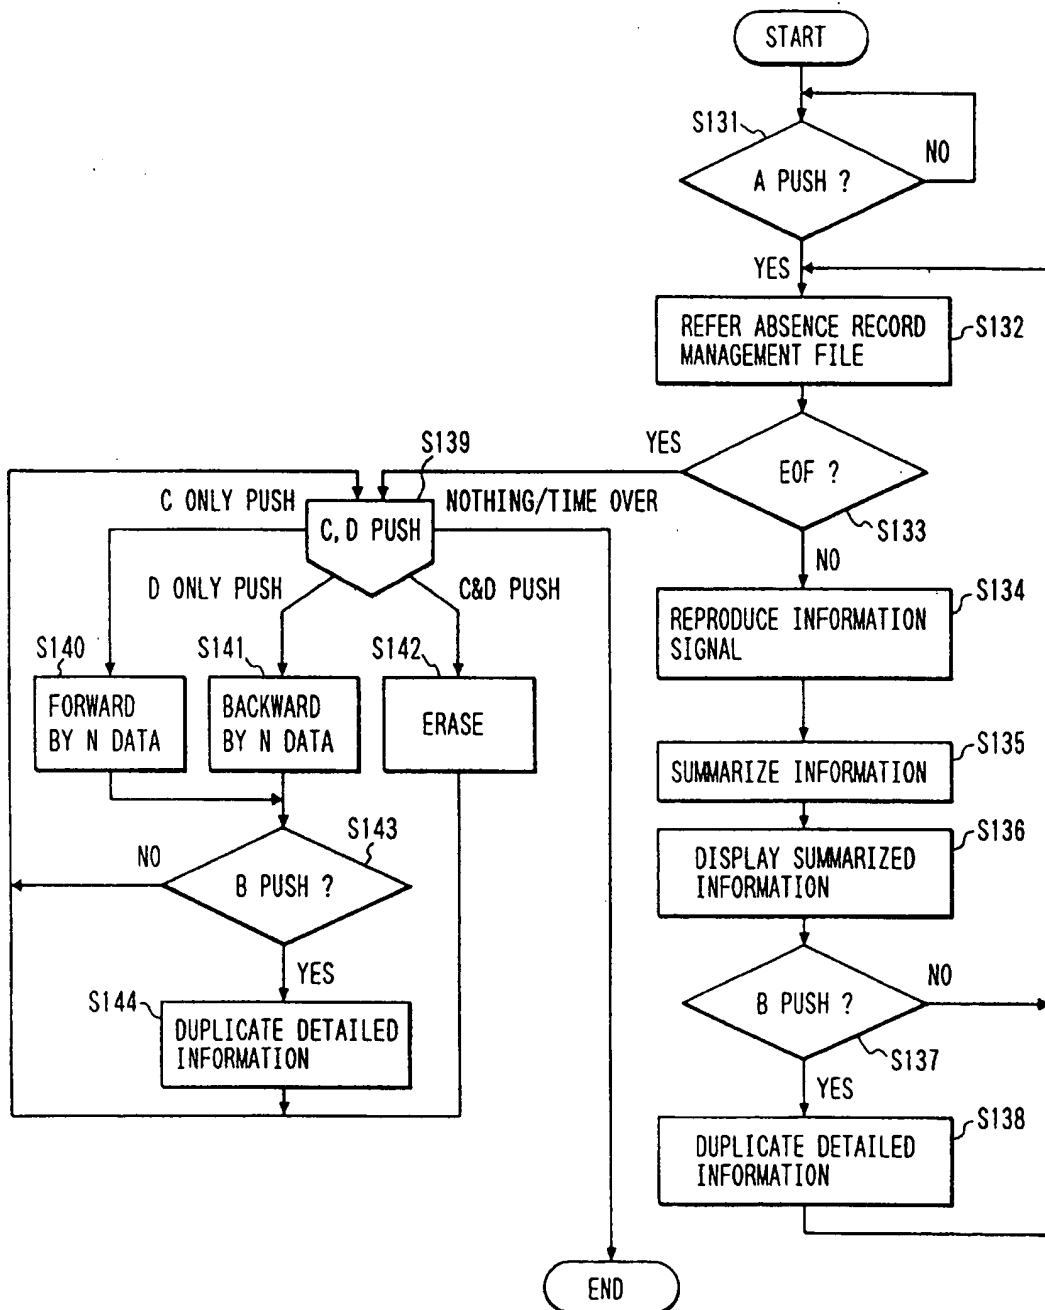 START
S131
A PUSH ?
NO
YES
REFER ABSENCE RECORD
MANAGEMENT FILE
S132
EOF ?
YES
S133
NO
S139
C ONLY PUSH
NOTHING/TIME OVER
C, D PUSH
D ONLY PUSH
C&D PUSH
S134
REPRODUCE INFORMATION
SIGNAL
S140
FORWARD
BY N DATA
S141
BACKWARD
BY N DATA
S142
ERASE
S135
SUMMARIZE INFORMATION
S136
DISPLAY SUMMARIZED
INFORMATION
S143
NO
B PUSH ?
YES
S144
DUPLICATE DETAILED
INFORMATION
B PUSH ?
NO
S137
YES
S138
DUPLICATE DETAILED
INFORMATION
END